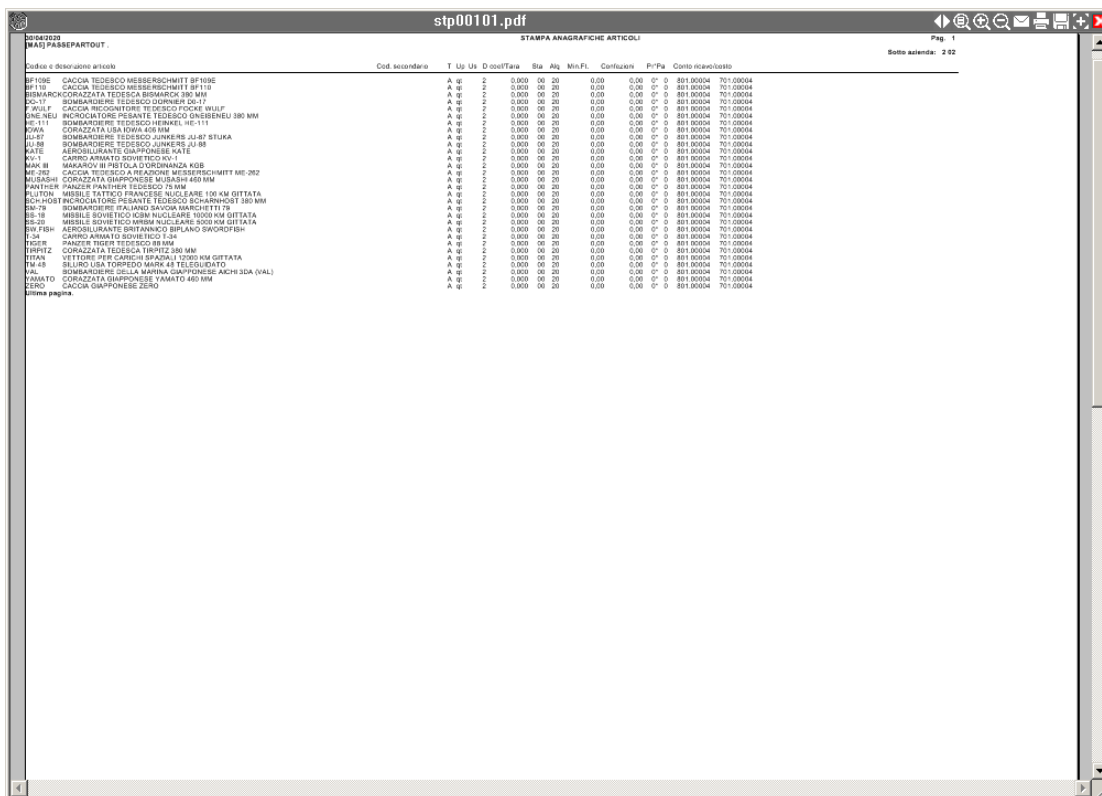 stp00101.pdf
30/04/2020 STAMPA ANAGRAFICHE ARTICOLI Pag. 1
[MA5] PASSEPARTOUT .
Sotto azienda: 2 02
Codice e descrizione articolo Cod. secondario T Up Us D coef/Tara Sta Alq Min.Ft. Confezioni Pr°Pa Conto ricavo/costo
BF109E CACCIA TEDESCO MESSERSCHMITT BF109E A qt 2 0,000 00 20 0,00 0,00 0° 0 801.00004 701.00004
BF110 CACCIA TEDESCO MESSERSCHMITT BF110 A qt 2 0,000 00 20 0,00 0,00 0° 0 801.00004 701.00004
BISMARCKCORAZZATA TEDESCA BISMARCK 380 MM A qt 2 0,000 00 20 0,00 0,00 0° 0 801.00004 701.00004
DO-17 BOMBARDIERE TEDESCO DORNIER D0-17 A qt 2 0,000 00 20 0,00 0,00 0° 0 801.00004 701.00004
F.WULF CACCIA RICOGNITORE TEDESCO FOCKE WULF A qt 2 0,000 00 20 0,00 0,00 0° 0 801.00004 701.00004
GNE.NEU INCROCIATORE PESANTE TEDESCO GNEISENEU 380 MM A qt 2 0,000 00 20 0,00 0,00 0° 0 801.00004 701.00004
HE-111 BOMBARDIERE TEDESCO HEINKEL HE-111 A qt 2 0,000 00 20 0,00 0,00 0° 0 801.00004 701.00004
IOWA CORAZZATA USA IOWA 406 MM A qt 2 0,000 00 20 0,00 0,00 0° 0 801.00004 701.00004
JU-87 BOMBARDIERE TEDESCO JUNKERS JU-87 STUKA A qt 2 0,000 00 20 0,00 0,00 0° 0 801.00004 701.00004
JU-88 BOMBARDIERE TEDESCO JUNKERS JU-88 A qt 2 0,000 00 20 0,00 0,00 0° 0 801.00004 701.00004
KATE AEROSILURANTE GIAPPONESE KATE A qt 2 0,000 00 20 0,00 0,00 0° 0 801.00004 701.00004
KV-1 CARRO ARMATO SOVIETICO KV-1 A qt 2 0,000 00 20 0,00 0,00 0° 0 801.00004 701.00004
MAK III MAKAROV III PISTOLA D'ORDINANZA KGB A qt 2 0,000 00 20 0,00 0,00 0° 0 801.00004 701.00004
ME-262 CACCIA TEDESCO A REAZIONE MESSERSCHMITT ME-262 A qt 2 0,000 00 20 0,00 0,00 0° 0 801.00004 701.00004
MUSASHI CORAZZATA GIAPPONESE MUSASHI 460 MM A qt 2 0,000 00 20 0,00 0,00 0° 0 801.00004 701.00004
PANTHER PANZER PANTHER TEDESCO 75 MM A qt 2 0,000 00 20 0,00 0,00 0° 0 801.00004 701.00004
PLUTON MISSILE TATTICO FRANCESE NUCLEARE 100 KM GITTATA A qt 2 0,000 00 20 0,00 0,00 0° 0 801.00004 701.00004
SCH.HOSTINCROCIATORE PESANTE TEDESCO SCHARNHOST 380 MM A qt 2 0,000 00 20 0,00 0,00 0° 0 801.00004 701.00004
SM-79 BOMBARDIERE ITALIANO SAVOIA MARCHETTI 79 A qt 2 0,000 00 20 0,00 0,00 0° 0 801.00004 701.00004
SS-18 MISSILE SOVIETICO ICBM NUCLEARE 10000 KM GITTATA A qt 2 0,000 00 20 0,00 0,00 0° 0 801.00004 701.00004
SS-20 MISSILE SOVIETICO MRBM NUCLEARE 5000 KM GITTATA A qt 2 0,000 00 20 0,00 0,00 0° 0 801.00004 701.00004
SW.FISH AEROSILURANTE BRITANNICO BIPLANO SWORDFISH A qt 2 0,000 00 20 0,00 0,00 0° 0 801.00004 701.00004
T-34 CARRO ARMATO SOVIETICO T-34 A qt 2 0,000 00 20 0,00 0,00 0° 0 801.00004 701.00004
TIGER PANZER TIGER TEDESCO 88 MM A qt 2 0,000 00 20 0,00 0,00 0° 0 801.00004 701.00004
TIRPITZ CORAZZATA TEDESCA TIRPITZ 380 MM A qt 2 0,000 00 20 0,00 0,00 0° 0 801.00004 701.00004
TITAN VETTORE PER CARICHI SPAZIALI 12000 KM GITTATA A qt 2 0,000 00 20 0,00 0,00 0° 0 801.00004 701.00004
TM-48 SILURO USA TORPEDO MARK 48 TELEGUIDATO A qt 2 0,000 00 20 0,00 0,00 0° 0 801.00004 701.00004
VAL BOMBARDIERE DELLA MARINA GIAPPONESE AICHI 3DA (VAL) A qt 2 0,000 00 20 0,00 0,00 0° 0 801.00004 701.00004
YAMATO CORAZZATA GIAPPONESE YAMATO 460 MM A qt 2 0,000 00 20 0,00 0,00 0° 0 801.00004 701.00004
ZERO CACCIA GIAPPONESE ZERO A qt 2 0,000 00 20 0,00 0,00 0° 0 801.00004 701.00004
Ultima pagina.